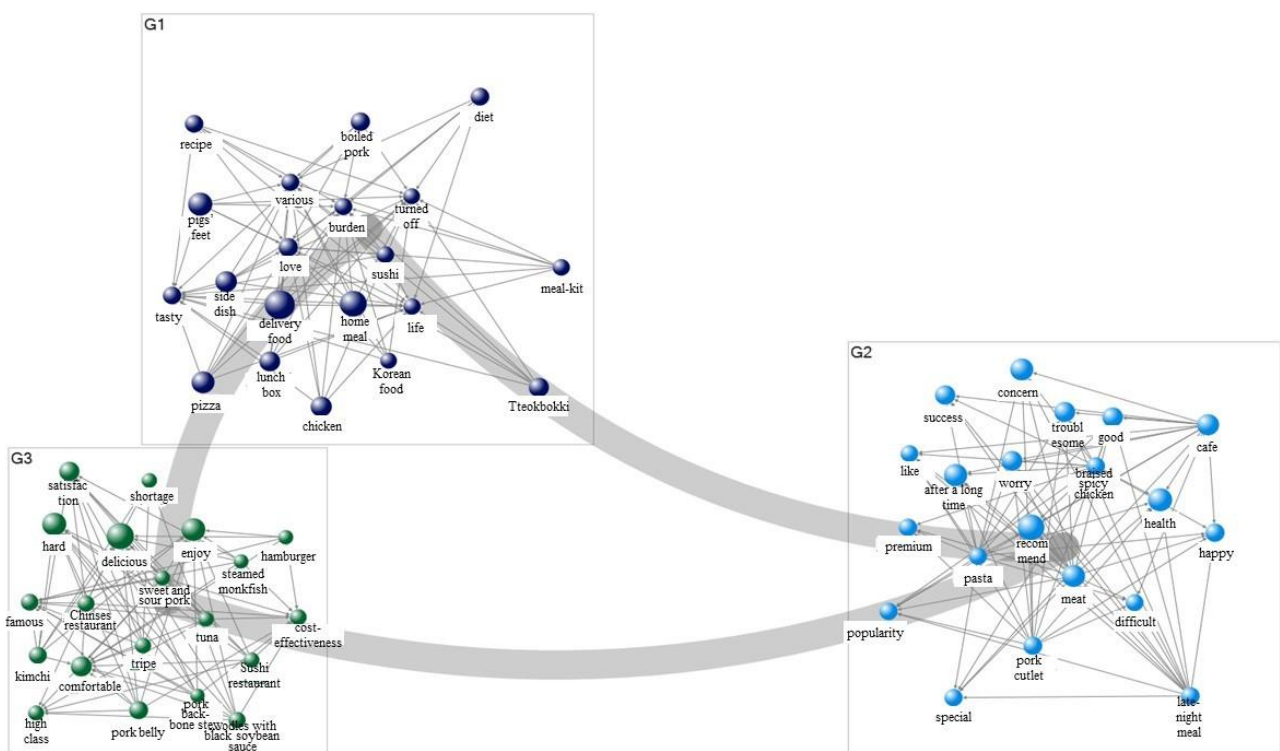 G1
diet
boiled
pork
recipe
various
turned
off
pigs'
feet
burden
love
sushi
meal-kit
side
dish
tasty
delivery
food
home
meal
life
lunch
box
Korean
food
pizza
chicken
Tteokbokki
G2
concern
success
troubl
esome
good
cafe
like
after a long
time
worry
braised
spicy
chicken
health
premium
recom
mend
happy
pasta
meat
popularity
difficult
pork
cutlet
special
late-
night
meal
G3
satisfac
tion
shortage
hard
delicious
enjoy
hamburger
steamed
monkfish
sweet and
sour pork
famous
Chinses
restaurant
tuna
cost-
effectiveness
kimchi
comfortable
tripe
Sushi
restaurant
high
class
pork belly
pork
back-
bone stew
noodles with
black soybean
sauce